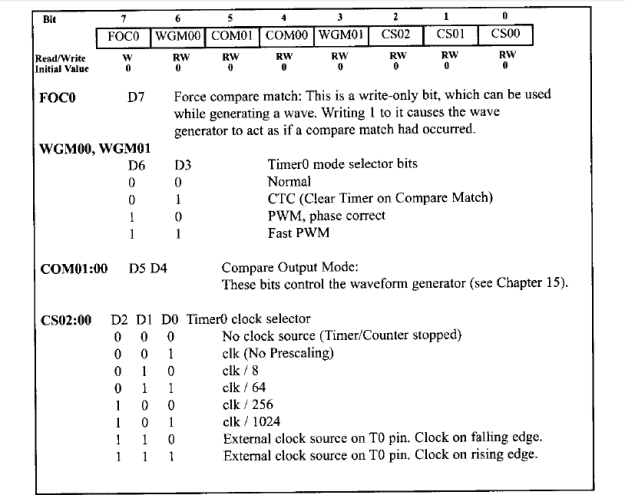 Bit 7 6 5 4 3 2 1 0
FOC0 WGM00 COM01 COM00 WGM01 CS02 CS01 CS00
Read/Write W RW RW RW RW RW RW RW
Initial Value 0 0 0 0 0 0 0 0
FOC0 D7 Force compare match: This is a write-only bit, which can be used
while generating a wave. Writing 1 to it causes the wave
generator to act as if a compare match had occurred.
WGM00, WGM01
D6 D3 Timer0 mode selector bits
0 0 Normal
0 1 CTC (Clear Timer on Compare Match)
1 0 PWM, phase correct
1 1 Fast PWM
COM01:00 D5 D4 Compare Output Mode:
These bits control the waveform generator (see Chapter 15).
CS02:00 D2 D1 D0 Timer0 clock selector
0 0 0 No clock source (Timer/Counter stopped)
0 0 1 clk (No Prescaling)
0 1 0 clk / 8
0 1 1 clk / 64
1 0 0 clk / 256
1 0 1 clk / 1024
1 1 0 External clock source on T0 pin. Clock on falling edge.
1 1 1 External clock source on T0 pin. Clock on rising edge.